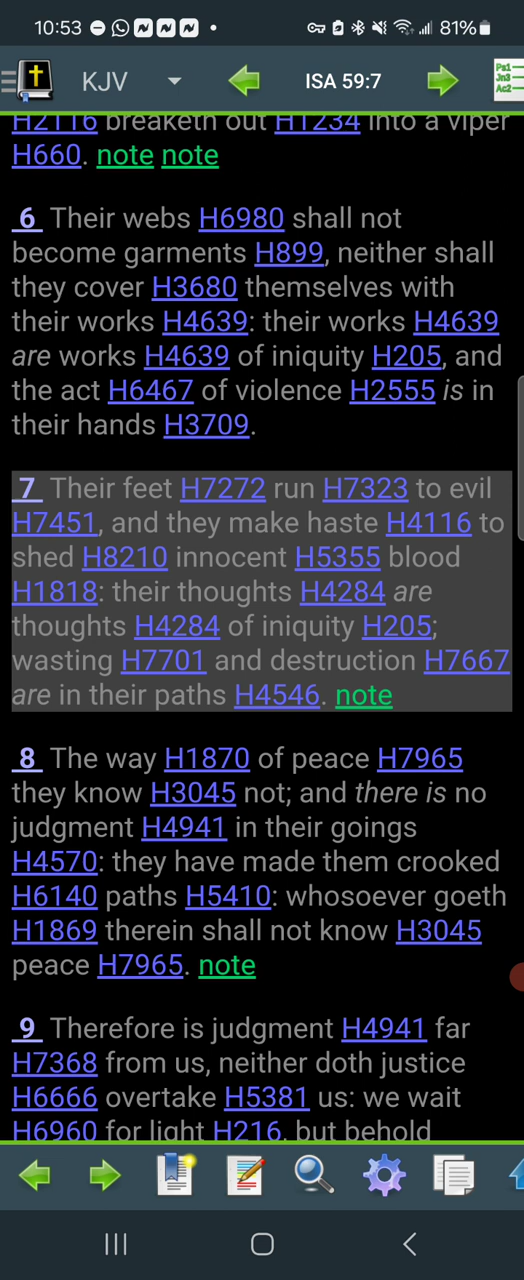 10:53 81%
KJV ISA 59:7 Ps1 Jn3 Ac2
H2116 breaketh out H1234 into a viper
H660. note note
6 Their webs H6980 shall not
become garments H899, neither shall
they cover H3680 themselves with
their works H4639: their works H4639
are works H4639 of iniquity H205, and
the act H6467 of violence H2555 is in
their hands H3709.
7 Their feet H7272 run H7323 to evil
H7451, and they make haste H4116 to
shed H8210 innocent H5355 blood
H1818: their thoughts H4284 are
thoughts H4284 of iniquity H205;
wasting H7701 and destruction H7667
are in their paths H4546. note
8 The way H1870 of peace H7965
they know H3045 not; and there is no
judgment H4941 in their goings
H4570: they have made them crooked
H6140 paths H5410: whosoever goeth
H1869 therein shall not know H3045
peace H7965. note
9 Therefore is judgment H4941 far
H7368 from us, neither doth justice
H6666 overtake H5381 us: we wait
H6960 for light H216, but behold